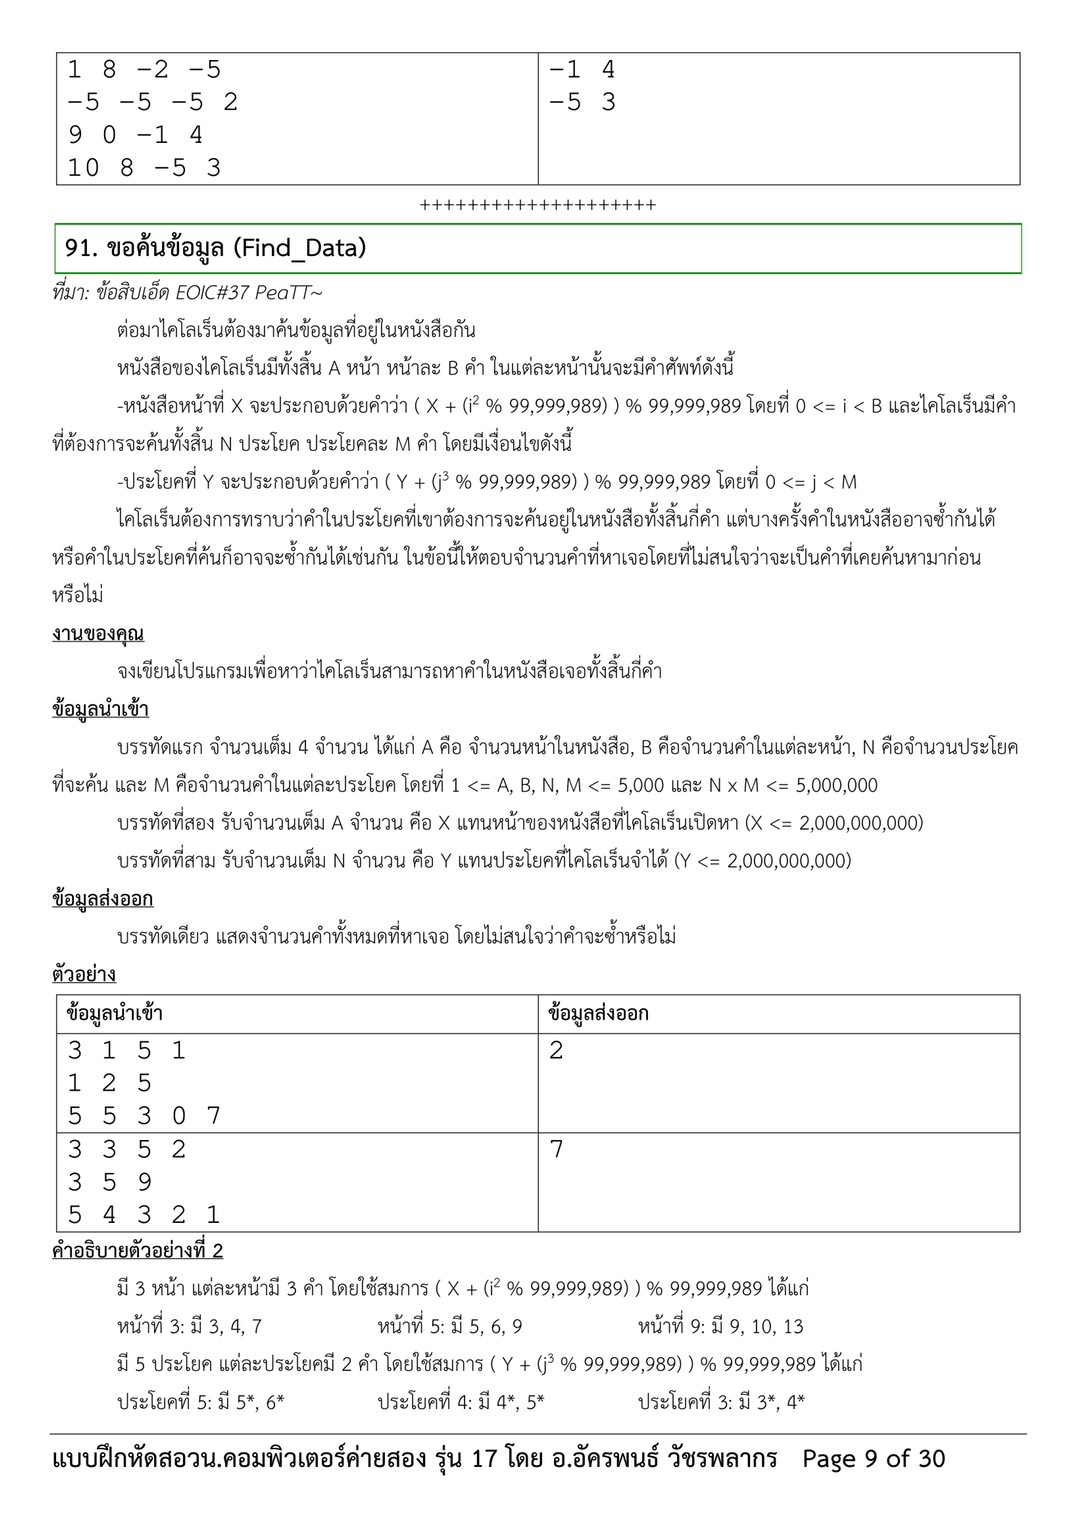 1 8 -2 -5
-5 -5 -5 2
9 0 -1 4
10 8 -5 3
-1 4
-5 3
++++++++++++++++++++
91. ขอค้นข้อมูล (Find_Data)
ที่มา: ข้อสิบเอ็ด EOIC#37 PeaTT~
ต่อมาไคโลเร็นต้องมาค้นข้อมูลที่อยู่ในหนังสือกัน
หนังสือของไคโลเร็นมีทั้งสิ้น A หน้า หน้าละ B คำ ในแต่ละหน้านั้นจะมีคำศัพท์ดังนี้
-หนังสือหน้าที่ X จะประกอบด้วยคำว่า ( X + (i² % 99,999,989) ) % 99,999,989 โดยที่ 0 <= i < B และไคโลเร็นมีคำ
ที่ต้องการจะค้นทั้งสิ้น N ประโยค ประโยคละ M คำ โดยมีเงื่อนไขดังนี้
-ประโยคที่ Y จะประกอบด้วยคำว่า ( Y + (j³ % 99,999,989) ) % 99,999,989 โดยที่ 0 <= j < M
ไคโลเร็นต้องการทราบว่าคำในประโยคที่เขาต้องการจะค้นอยู่ในหนังสือทั้งสิ้นกี่คำ แต่บางครั้งคำในหนังสืออาจซ้ำกันได้
หรือคำในประโยคที่ค้นก็อาจจะซ้ำกันได้เช่นกัน ในข้อนี้ให้ตอบจำนวนคำที่หาเจอโดยที่ไม่สนใจว่าจะเป็นคำที่เคยค้นหามาก่อน
หรือไม่
งานของคุณ
จงเขียนโปรแกรมเพื่อหาว่าไคโลเร็นสามารถหาคำในหนังสือเจอทั้งสิ้นกี่คำ
ข้อมูลนำเข้า
บรรทัดแรก จำนวนเต็ม 4 จำนวน ได้แก่ A คือ จำนวนหน้าในหนังสือ, B คือจำนวนคำในแต่ละหน้า, N คือจำนวนประโยค
ที่จะค้น และ M คือจำนวนคำในแต่ละประโยค โดยที่ 1 <= A, B, N, M <= 5,000 และ N x M <= 5,000,000
บรรทัดที่สอง รับจำนวนเต็ม A จำนวน คือ X แทนหน้าของหนังสือที่ไคโลเร็นเปิดหา (X <= 2,000,000,000)
บรรทัดที่สาม รับจำนวนเต็ม N จำนวน คือ Y แทนประโยคที่ไคโลเร็นจำได้ (Y <= 2,000,000,000)
ข้อมูลส่งออก
บรรทัดเดียว แสดงจำนวนคำทั้งหมดที่หาเจอ โดยไม่สนใจว่าคำจะซ้ำหรือไม่
ตัวอย่าง
ข้อมูลนำเข้า
ข้อมูลส่งออก
3 1 5 1
1 2 5
5 5 3 0 7
2
3 3 5 2
3 5 9
5 4 3 2 1
7
คำอธิบายตัวอย่างที่ 2
มี 3 หน้า แต่ละหน้ามี 3 คำ โดยใช้สมการ ( X + (i² % 99,999,989) ) % 99,999,989 ได้แก่
หน้าที่ 3: มี 3, 4, 7 หน้าที่ 5: มี 5, 6, 9 หน้าที่ 9: มี 9, 10, 13
มี 5 ประโยค แต่ละประโยคมี 2 คำ โดยใช้สมการ ( Y + (j³ % 99,999,989) ) % 99,999,989 ได้แก่
ประโยคที่ 5: มี 5*, 6* ประโยคที่ 4: มี 4*, 5* ประโยคที่ 3: มี 3*, 4*
แบบฝึกหัดสอวน.คอมพิวเตอร์ค่ายสอง รุ่น 17 โดย อ.อัครพนธ์ วัชรพลากร Page 9 of 30